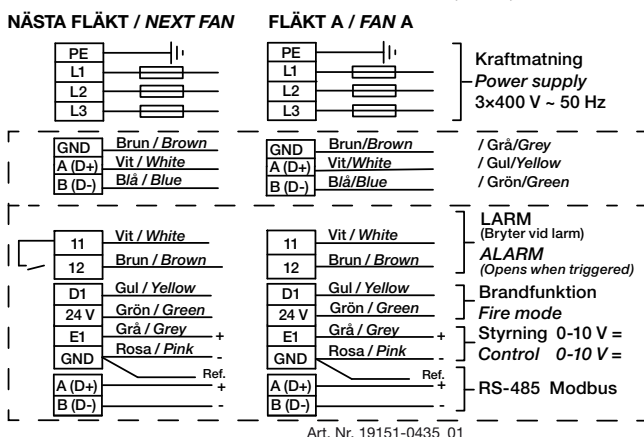 NÄSTA FLÄKT / NEXT FAN
FLÄKT A / FAN A
PE
L1
L2
L3
PE
L1
L2
L3
Kraftmatning
Power supply
3×400 V ~ 50 Hz
GND Brun / Brown
A (D+) Vit / White
B (D-) Blå / Blue
GND Brun/Brown / Grå/Grey
A (D+) Vit/White / Gul/Yellow
B (D-) Blå/Blue / Grön/Green
11 Vit / White
12 Brun / Brown
D1 Gul / Yellow
24 V Grön / Green
E1 Grå / Grey +
GND Rosa / Pink -
Ref.
A (D+) +
B (D-) -
11 Vit / White
12 Brun / Brown
D1 Gul / Yellow
24 V Grön / Green
E1 Grå / Grey +
GND Rosa / Pink -
Ref.
A (D+) +
B (D-) -
LARM
(Bryter vid larm)
ALARM
(Opens when triggered)
Brandfunktion
Fire mode
Styrning 0-10 V =
Control 0-10 V =
RS-485 Modbus
Art. Nr. 19151-0435_01